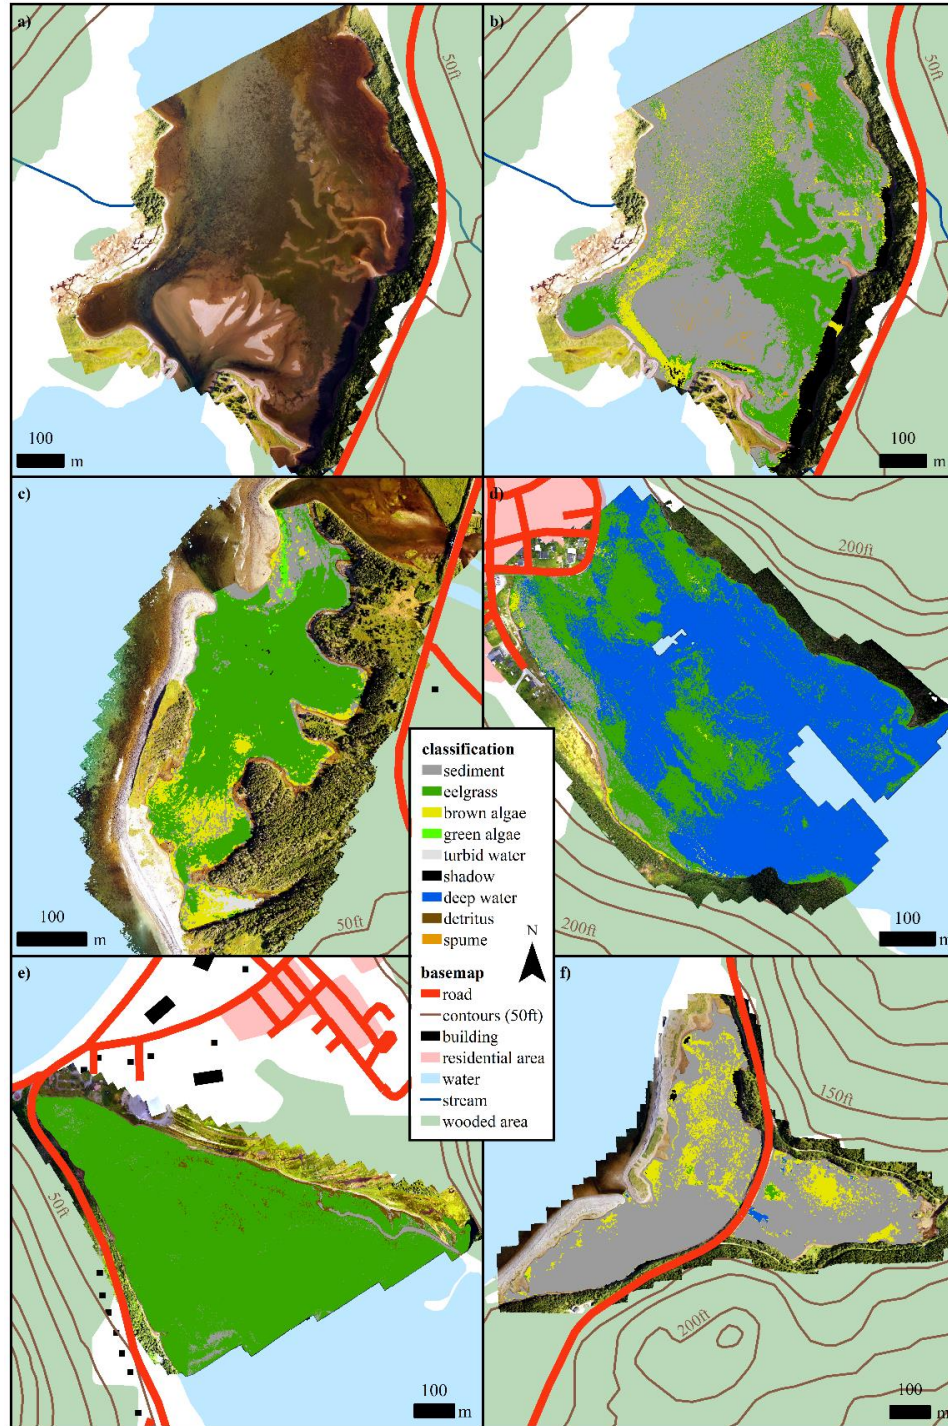 a)
50ft
100
m
b)
50ft
100
m
c)
50ft
100
m
d)
200ft
200ft
100
m
classification
sediment
eelgrass
brown algae
green algae
turbid water
shadow
deep water
detritus
spume
N
basemap
road
contours (50ft)
building
residential area
water
stream
wooded area
e)
50ft
100
m
f)
150ft
200ft
100
m